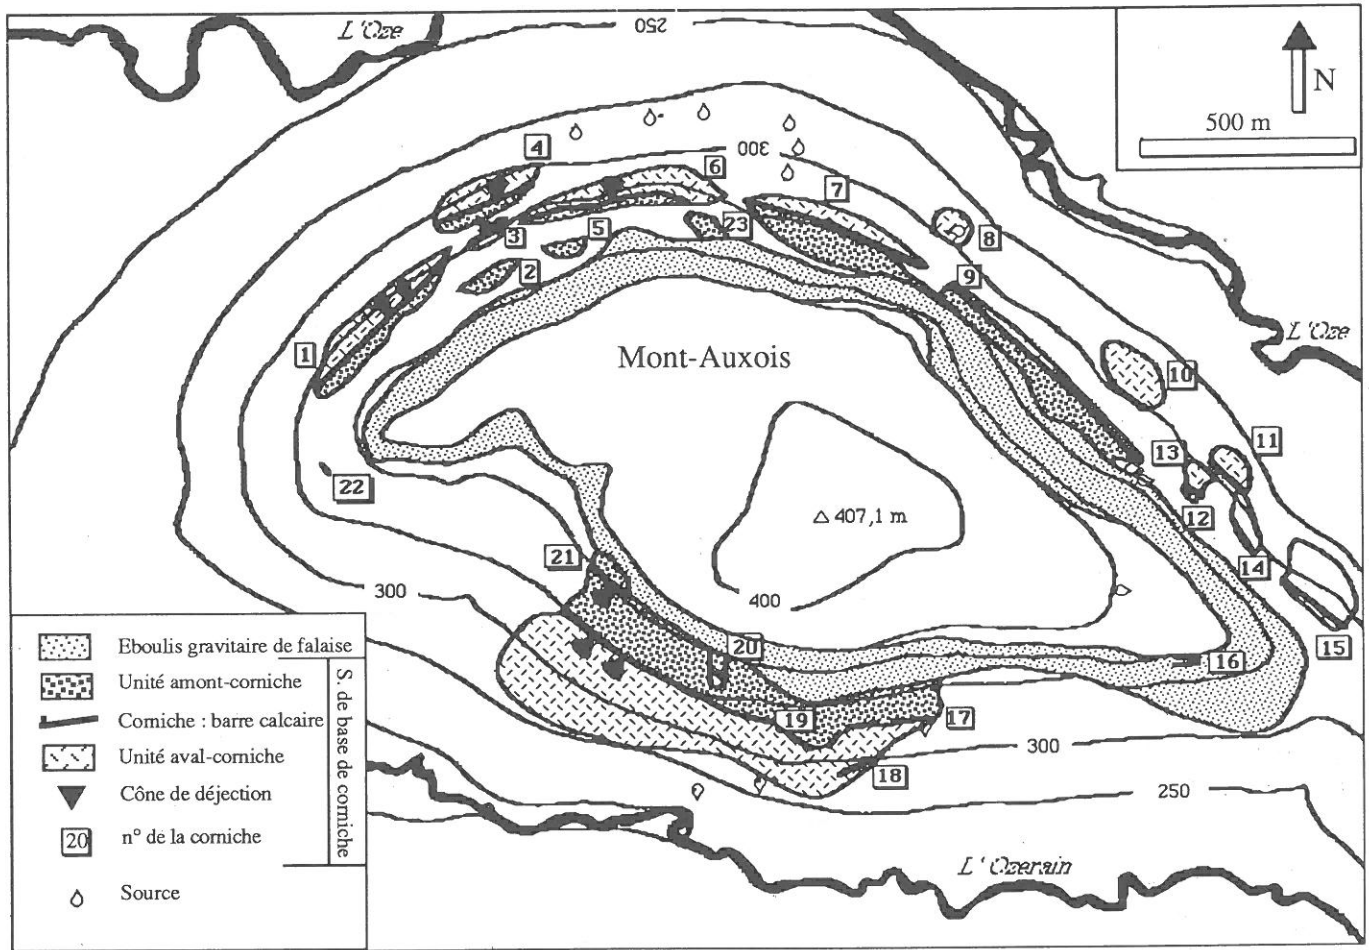 L'Oze
250
N
500 m
4
6
300
7
3
5
23
8
2
9
1
Mont-Auxois
L'Oze
10
11
13
22
407,1 m
12
21
14
300
400
15
20
16
19
17
300
18
250
L'Ozerain
Eboulis gravitaire de falaise
Unité amont-corniche
Corniche : barre calcaire
Unité aval-corniche
Cône de déjection
20 n° de la corniche
Source
S. de base de corniche